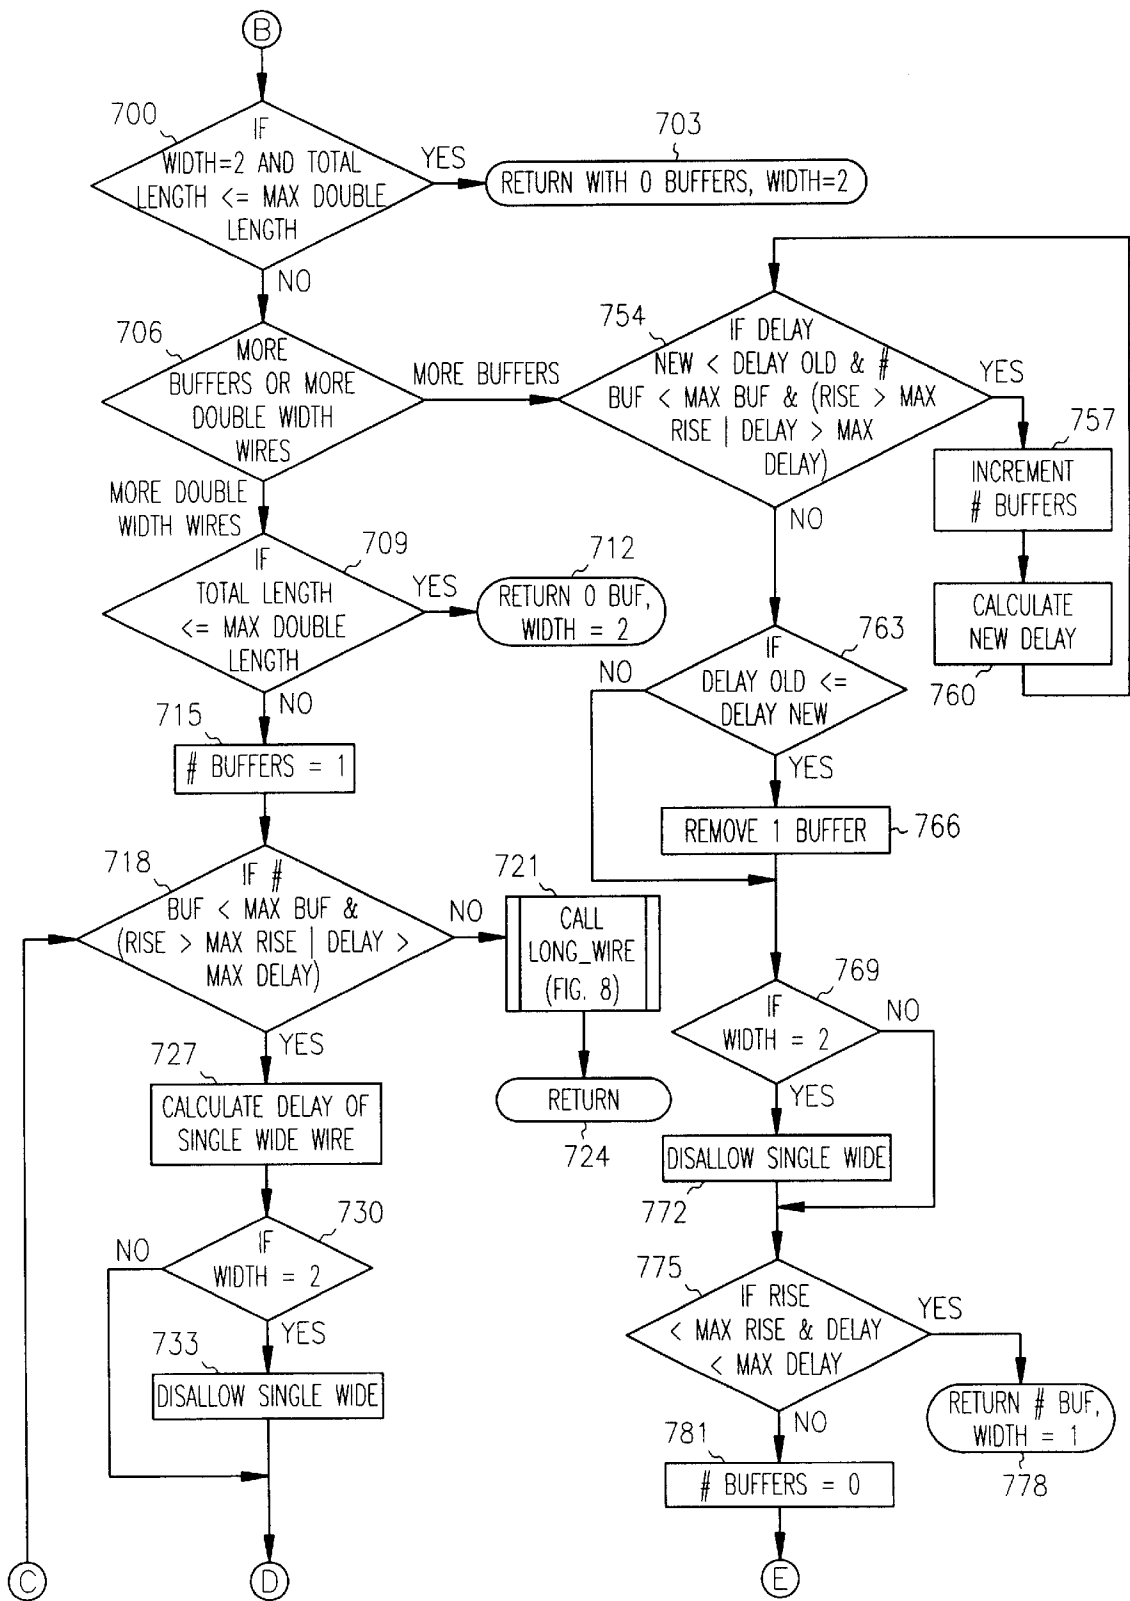 B
700
IF
WIDTH=2 AND TOTAL
LENGTH <= MAX DOUBLE
LENGTH
YES
703
RETURN WITH 0 BUFFERS, WIDTH=2
NO
706
MORE
BUFFERS OR MORE
DOUBLE WIDTH
WIRES
MORE BUFFERS
MORE DOUBLE
WIDTH WIRES
709
IF
TOTAL LENGTH
<= MAX DOUBLE
LENGTH
YES
712
RETURN 0 BUF,
WIDTH = 2
NO
715
# BUFFERS = 1
718
IF #
BUF < MAX BUF &
(RISE > MAX RISE | DELAY >
MAX DELAY)
NO
721
CALL
LONG_WIRE
(FIG. 8)
RETURN
724
YES
727
CALCULATE DELAY OF
SINGLE WIDE WIRE
730
IF
WIDTH = 2
NO
YES
733
DISALLOW SINGLE WIDE
C
D
754
IF DELAY
NEW < DELAY OLD & #
BUF < MAX BUF & (RISE > MAX
RISE | DELAY > MAX
DELAY)
YES
757
INCREMENT
# BUFFERS
CALCULATE
NEW DELAY
760
NO
763
IF
DELAY OLD <=
DELAY NEW
NO
YES
REMOVE 1 BUFFER
766
769
IF
WIDTH = 2
NO
YES
DISALLOW SINGLE WIDE
772
775
IF RISE
< MAX RISE & DELAY
< MAX DELAY
YES
RETURN # BUF,
WIDTH = 1
778
NO
781
# BUFFERS = 0
E